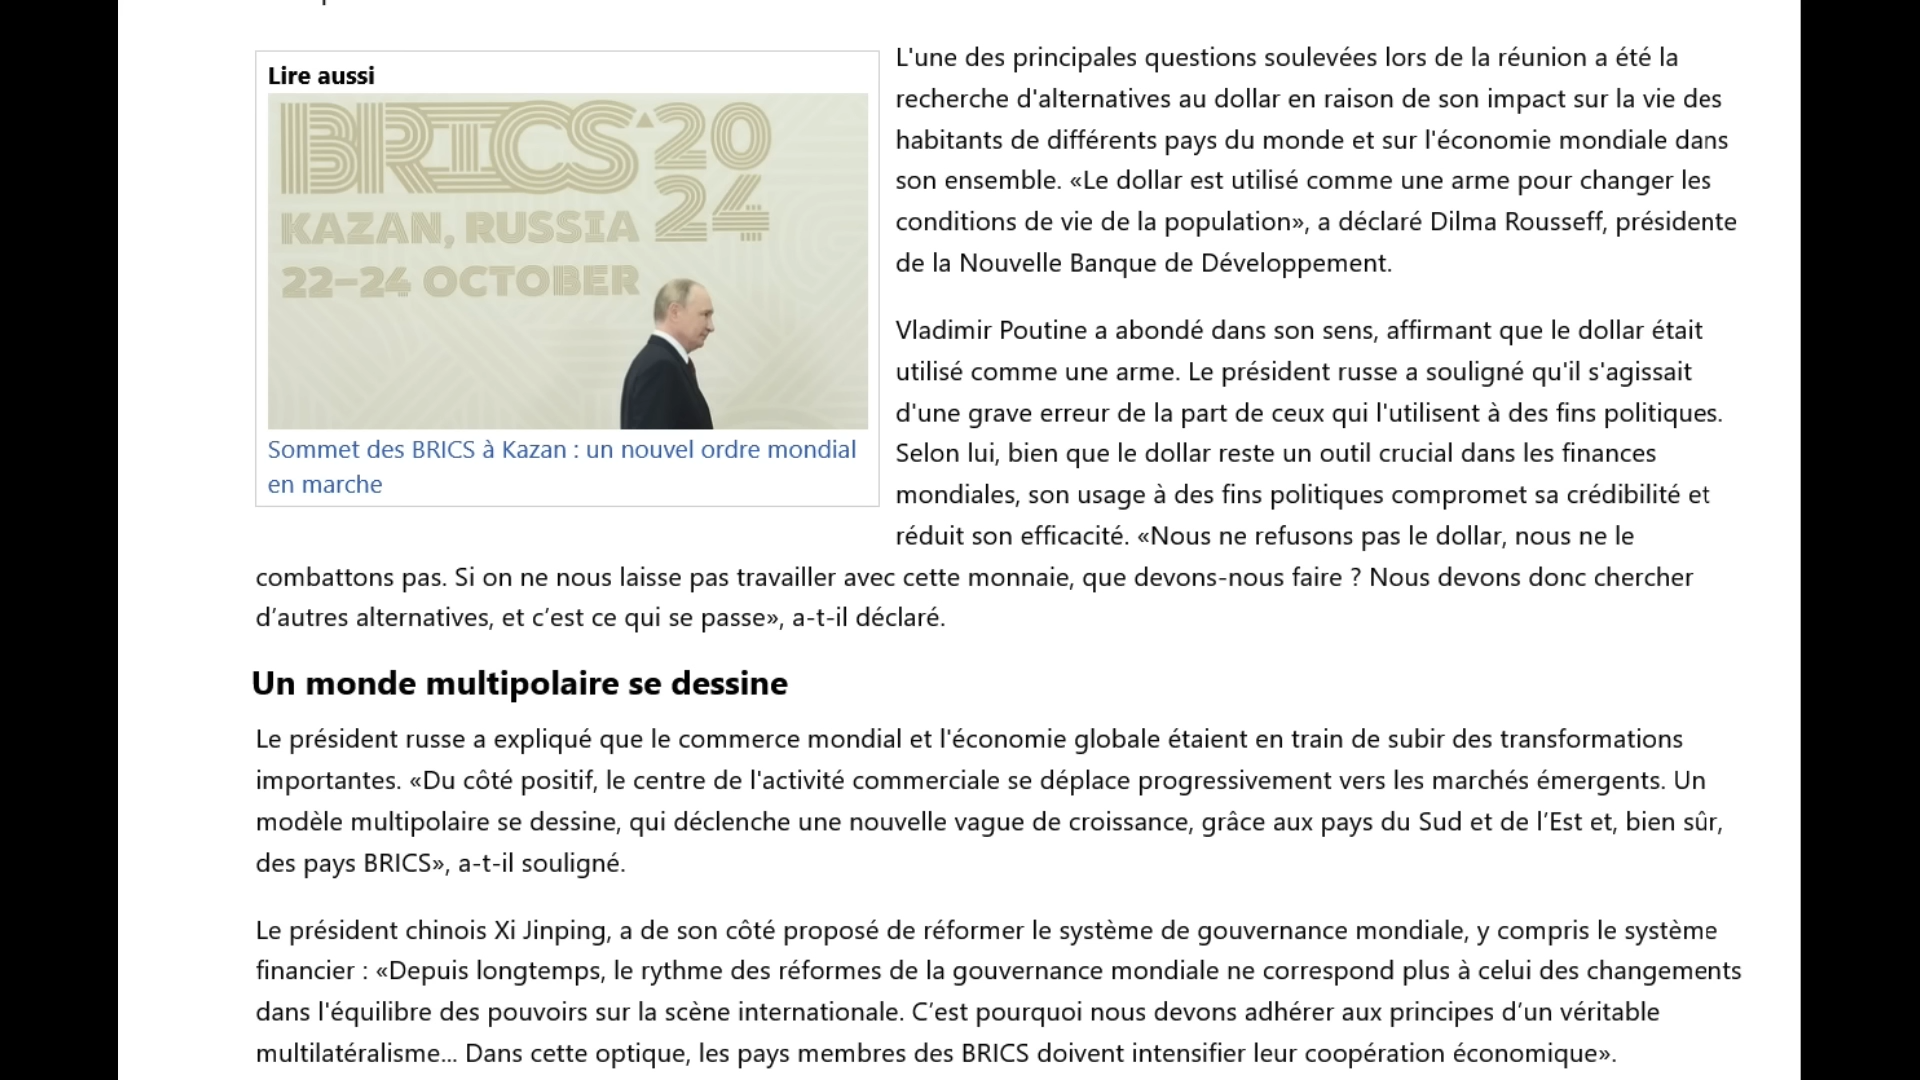 Lire aussi
BRICS 20
24
KAZAN, RUSSIA
22–24 OCTOBER
Sommet des BRICS à Kazan : un nouvel ordre mondial
en marche
L'une des principales questions soulevées lors de la réunion a été la
recherche d'alternatives au dollar en raison de son impact sur la vie des
habitants de différents pays du monde et sur l'économie mondiale dans
son ensemble. «Le dollar est utilisé comme une arme pour changer les
conditions de vie de la population», a déclaré Dilma Rousseff, présidente
de la Nouvelle Banque de Développement.
Vladimir Poutine a abondé dans son sens, affirmant que le dollar était
utilisé comme une arme. Le président russe a souligné qu'il s'agissait
d'une grave erreur de la part de ceux qui l'utilisent à des fins politiques.
Selon lui, bien que le dollar reste un outil crucial dans les finances
mondiales, son usage à des fins politiques compromet sa crédibilité et
réduit son efficacité. «Nous ne refusons pas le dollar, nous ne le
combattons pas. Si on ne nous laisse pas travailler avec cette monnaie, que devons-nous faire ? Nous devons donc chercher
d’autres alternatives, et c’est ce qui se passe», a-t-il déclaré.
Un monde multipolaire se dessine
Le président russe a expliqué que le commerce mondial et l'économie globale étaient en train de subir des transformations
importantes. «Du côté positif, le centre de l'activité commerciale se déplace progressivement vers les marchés émergents. Un
modèle multipolaire se dessine, qui déclenche une nouvelle vague de croissance, grâce aux pays du Sud et de l’Est et, bien sûr,
des pays BRICS», a-t-il souligné.
Le président chinois Xi Jinping, a de son côté proposé de réformer le système de gouvernance mondiale, y compris le système
financier : «Depuis longtemps, le rythme des réformes de la gouvernance mondiale ne correspond plus à celui des changements
dans l'équilibre des pouvoirs sur la scène internationale. C’est pourquoi nous devons adhérer aux principes d’un véritable
multilatéralisme... Dans cette optique, les pays membres des BRICS doivent intensifier leur coopération économique».